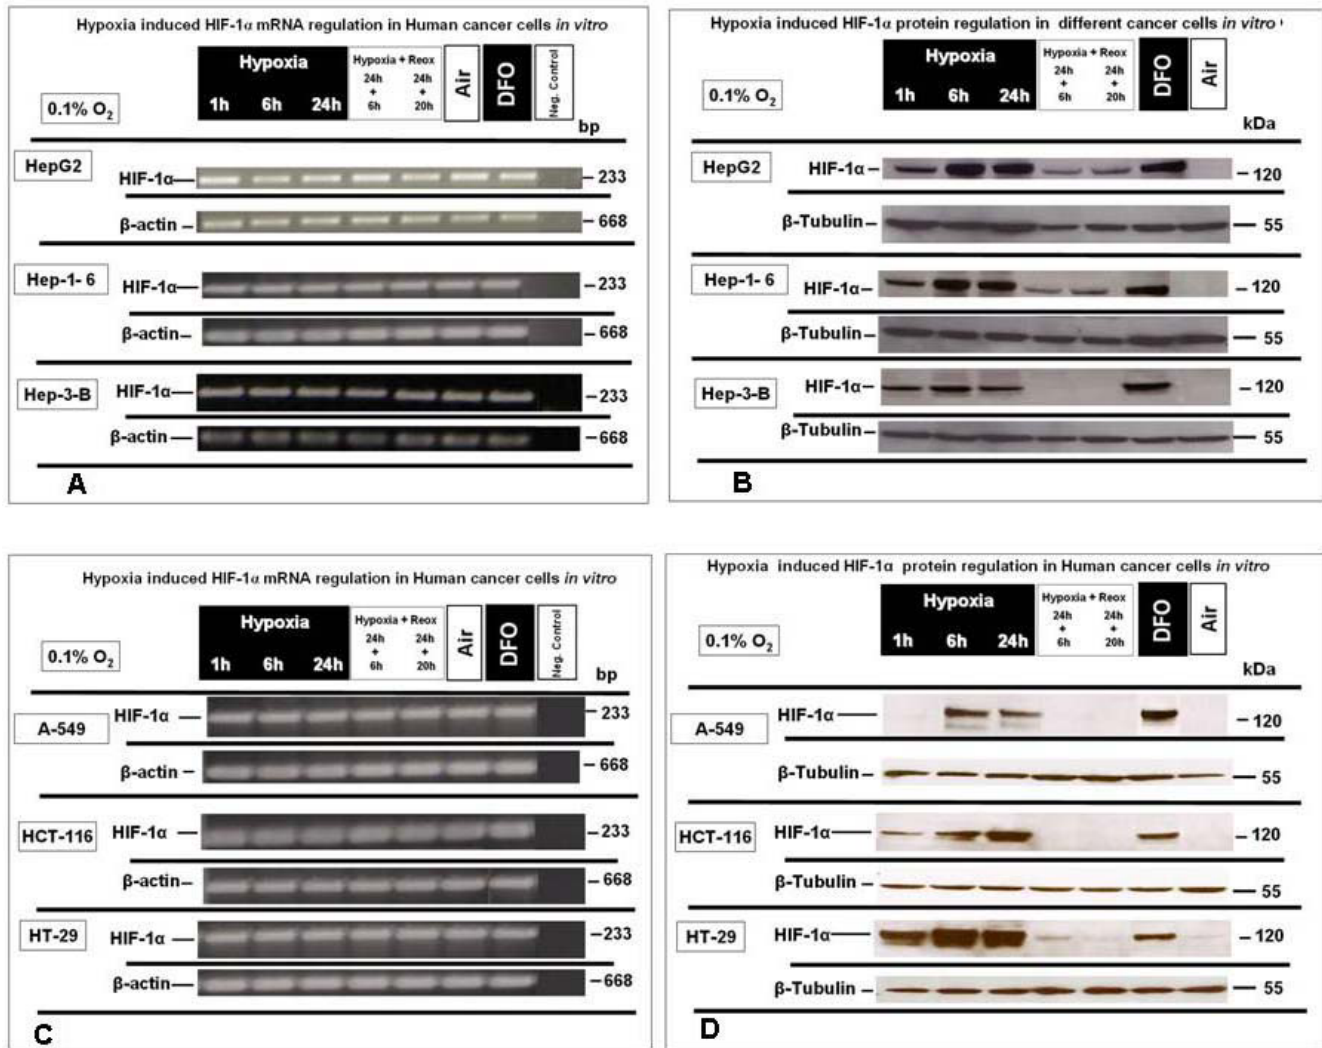 Hypoxia induced HIF-1α mRNA regulation in Human cancer cells in vitro
0.1% O2
Hypoxia
1h 6h 24h
Hypoxia + Reox
24h 24h
+ +
6h 20h
Air
DFO
Neg. Control
bp
HepG2
HIF-1α 233
β-actin 668
Hep-1- 6
HIF-1α 233
β-actin 668
Hep-3-B
HIF-1α 233
β-actin 668
A
Hypoxia induced HIF-1α protein regulation in different cancer cells in vitro
0.1% O2
Hypoxia
1h 6h 24h
Hypoxia + Reox
24h 24h
+ +
6h 20h
DFO
Air
kDa
HepG2
HIF-1α 120
β-Tubulin 55
Hep-1- 6
HIF-1α 120
β-Tubulin 55
Hep-3-B
HIF-1α 120
β-Tubulin 55
B
Hypoxia induced HIF-1α mRNA regulation in Human cancer cells in vitro
0.1% O2
Hypoxia
1h 6h 24h
Hypoxia + Reox
24h 24h
+ +
6h 20h
Air
DFO
Neg. Control
bp
A-549
HIF-1α 233
β-actin 668
HCT-116
HIF-1α 233
β-actin 668
HT-29
HIF-1α 233
β-actin 668
C
Hypoxia induced HIF-1α protein regulation in Human cancer cells in vitro
0.1% O2
Hypoxia
1h 6h 24h
Hypoxia + Reox
24h 24h
+ +
6h 20h
DFO
Air
kDa
A-549
HIF-1α 120
β-Tubulin 55
HCT-116
HIF-1α 120
β-Tubulin 55
HT-29
HIF-1α 120
β-Tubulin 55
D